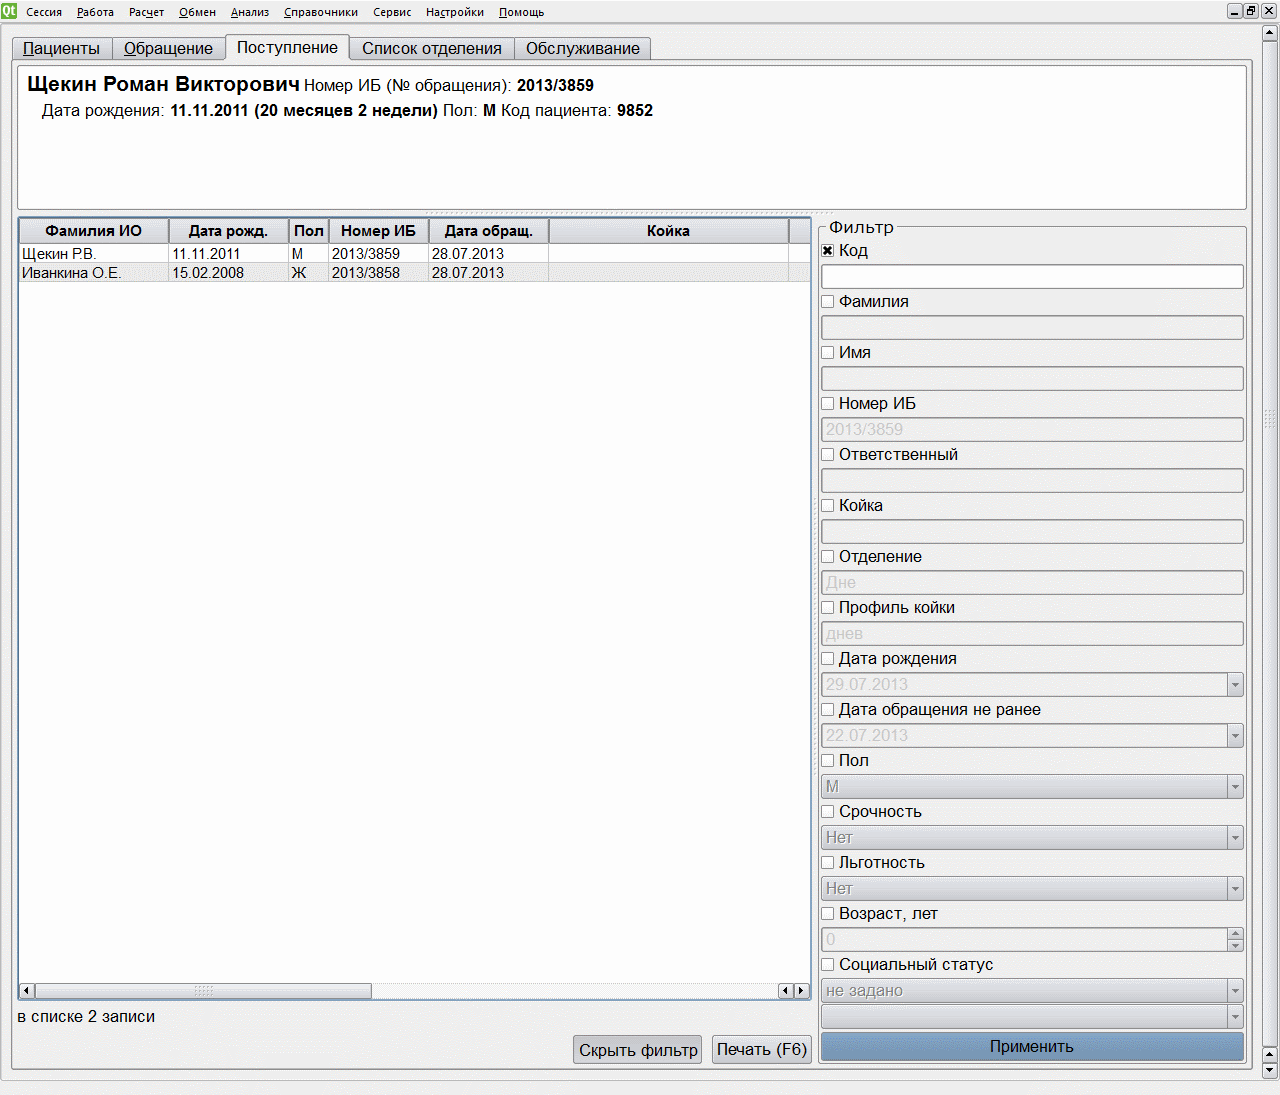 Qt Сессия Работа Расчет Обмен Анализ Справочники Сервис Настройки Помощь
Пациенты Обращение Поступление Список отделения Обслуживание
Щекин Роман Викторович Номер ИБ (№ обращения): 2013/3859
Дата рождения: 11.11.2011 (20 месяцев 2 недели) Пол: М Код пациента: 9852
Фамилия ИО Дата рожд. Пол Номер ИБ Дата обращ. Койка
Щекин Р.В. 11.11.2011 М 2013/3859 28.07.2013
Иванкина О.Е. 15.02.2008 Ж 2013/3858 28.07.2013
в списке 2 записи
Скрыть фильтр Печать (F6)
Фильтр
Код
Фамилия
Имя
Номер ИБ
2013/3859
Ответственный
Койка
Отделение
Дне
Профиль койки
днев
Дата рождения
29.07.2013
Дата обращения не ранее
22.07.2013
Пол
М
Срочность
Нет
Льготность
Нет
Возраст, лет
0
Социальный статус
не задано
Применить